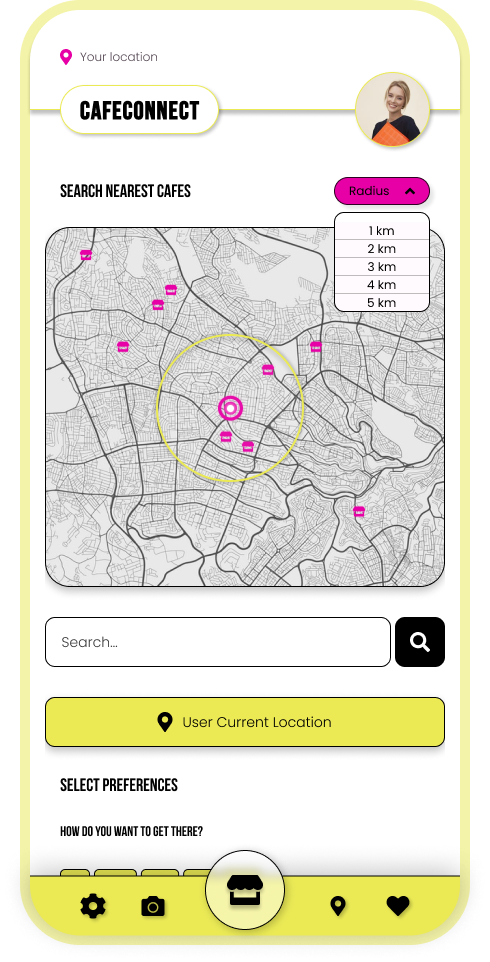 Your location
CAFECONNECT
SEARCH NEAREST CAFES
Radius
1 km
2 km
3 km
4 km
5 km
Search...
User Current Location
SELECT PREFERENCES
HOW DO YOU WANT TO GET THERE?